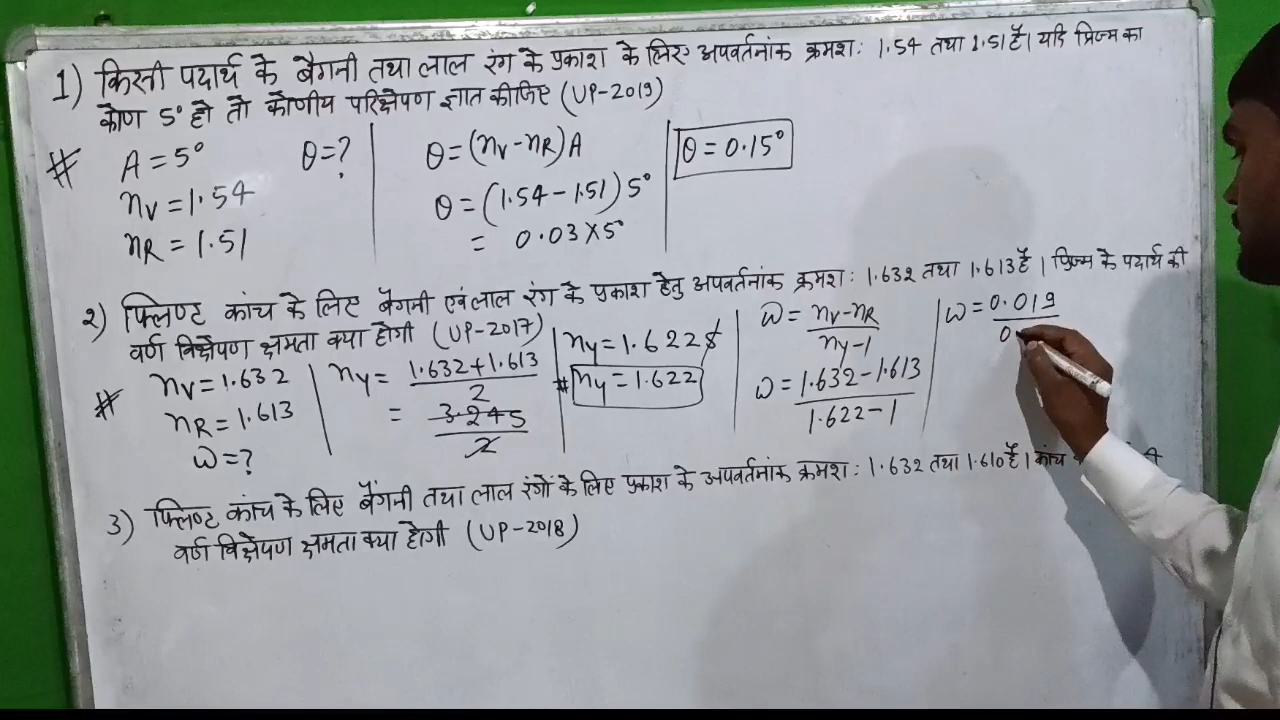 1) किसी पदार्थ के बैगनी तथा लाल रंग के प्रकाश के लिए अपवर्तनांक क्रमश: 1.54 तथा 1.51 है। यदि प्रिज्म का
कोण 5° हो तो कोणीय परिक्षेपण ज्ञात कीजिए (UP-2019)
# A = 5° θ = ?
nV = 1.54
nR = 1.51
θ = (nV - nR) A
θ = (1.54 - 1.51) 5°
= 0.03 × 5°
θ = 0.15°
2) फ्लिण्ट कांच के लिए बैगनी एवं लाल रंग के प्रकाश हेतु अपवर्तनांक क्रमश: 1.632 तथा 1.613 है। प्रिज्म के पदार्थ की
वर्ण विक्षेपण क्षमता क्या होगी (UP-2017)
# nV = 1.632
nR = 1.613
ω = ?
ny = 1.632 + 1.613
2
= 3.245
2
ny = 1.622
# ny = 1.622
ω = nV - nR
ny - 1
ω = 1.632 - 1.613
1.622 - 1
ω = 0.019
0.
3) फ्लिण्ट कांच के लिए बैंगनी तथा लाल रंगो के लिए प्रकाश के अपवर्तनांक क्रमश: 1.632 तथा 1.610 है। कांच
वर्ण विक्षेपण क्षमता क्या होगी (UP-2018)